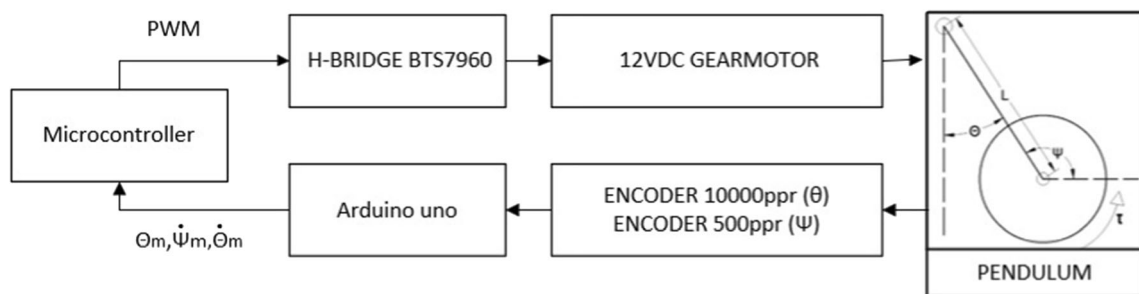 PWM
H-BRIDGE BTS7960
12VDC GEARMOTOR
L
Θ
Ψ
τ
PENDULUM
Microcontroller
Arduino uno
ENCODER 10000ppr (θ)
ENCODER 500ppr (Ψ)
Θm,Ψ̇m,Θ̇m